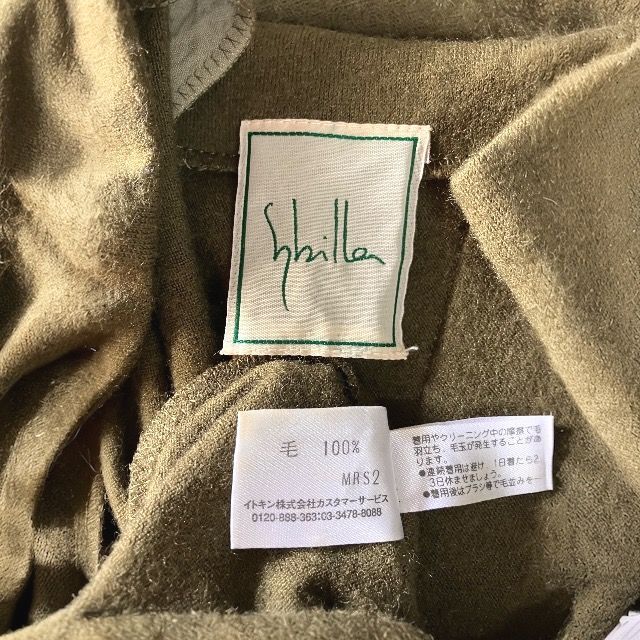 Sybilla
毛 100%
MRS2
イトキン株式会社カスタマーサービス
0120-888-363:03-3478-8088
着用やクリーニング中の摩擦で毛
羽立ち、毛玉が発生することがあ
ります。
●連続着用は避け、1日着たら2、
3日休ませましょう。
●着用後はブラシ等で毛並みを